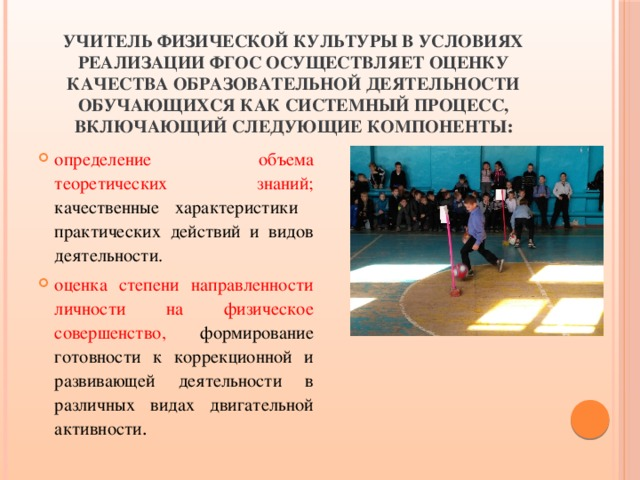 УЧИТЕЛЬ ФИЗИЧЕСКОЙ КУЛЬТУРЫ В УСЛОВИЯХ
РЕАЛИЗАЦИИ ФГОС ОСУЩЕСТВЛЯЕТ ОЦЕНКУ
КАЧЕСТВА ОБРАЗОВАТЕЛЬНОЙ ДЕЯТЕЛЬНОСТИ
ОБУЧАЮЩИХСЯ КАК СИСТЕМНЫЙ ПРОЦЕСС,
ВКЛЮЧАЮЩИЙ СЛЕДУЮЩИЕ КОМПОНЕНТЫ:
определение объема
теоретических знаний;
качественные характеристики
практических действий и видов
деятельности.
оценка степени направленности
личности на физическое
совершенство, формирование
готовности к коррекционной и
развивающей деятельности в
различных видах двигательной
активности.